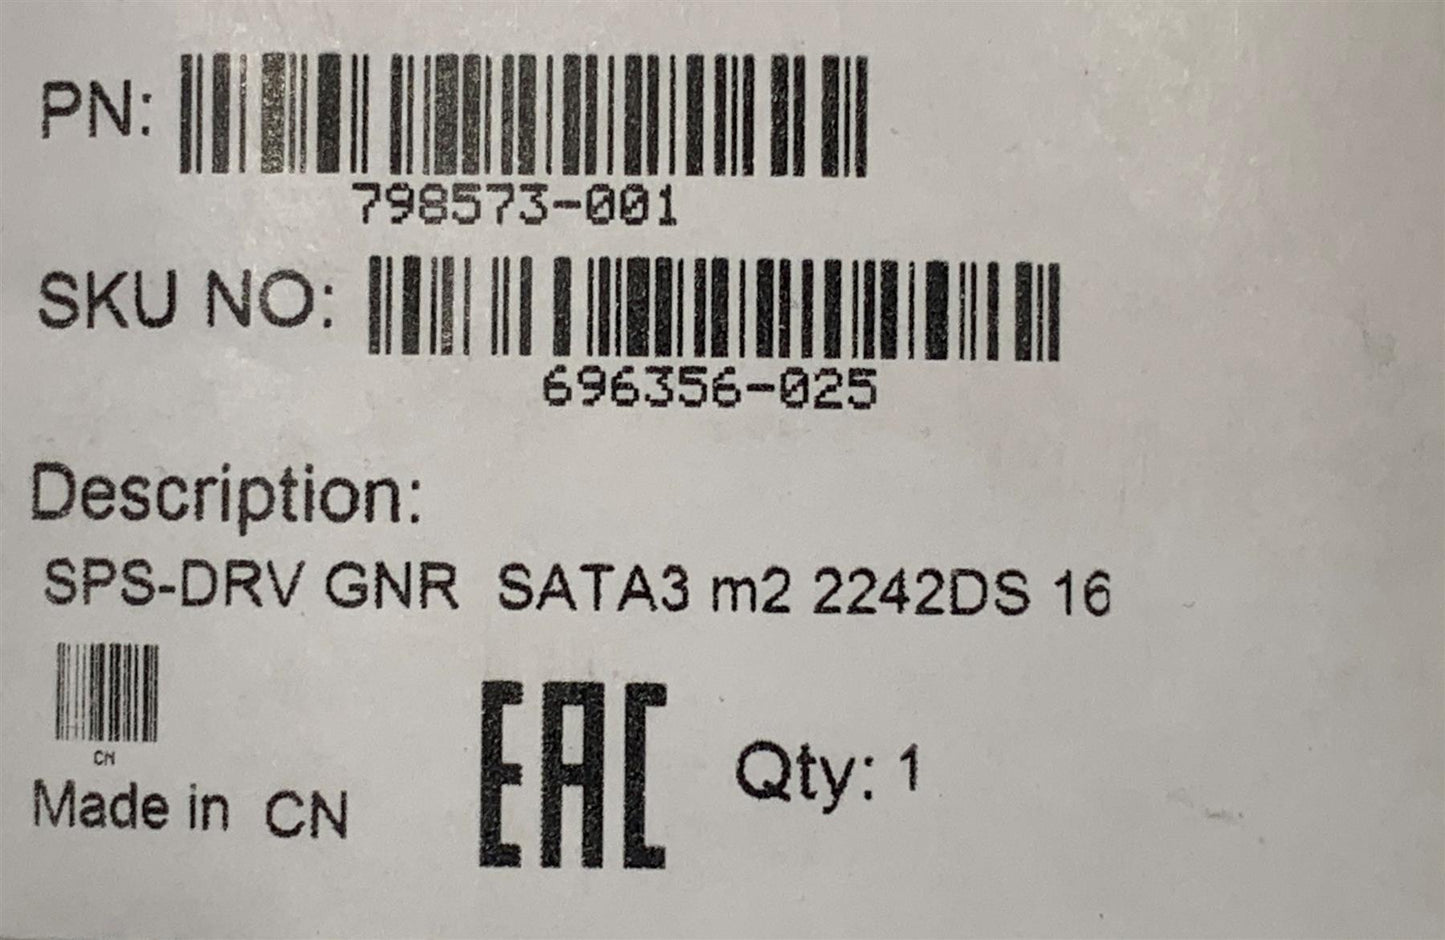 PN:
798573-001
SKU NO:
696356-025
Description:
SPS-DRV GNR SATA3 m2 2242DS 16
CN
Made in CN
EAC
Qty: 1